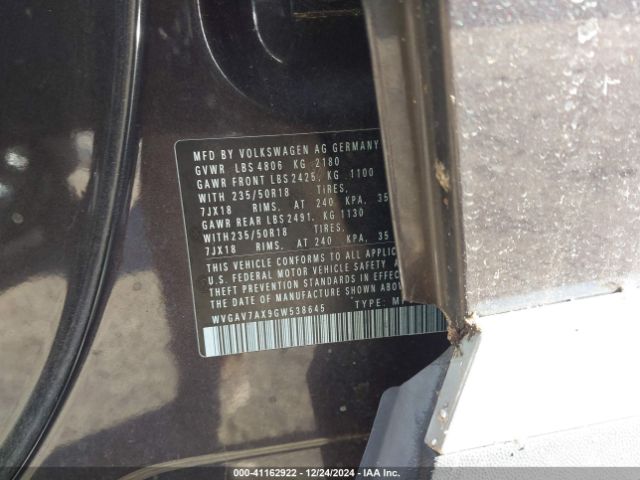 MFD BY VOLKSWAGEN AG GERMANY
GVWR LBS 4806 KG 2180
GAWR FRONT LBS 2425, KG 1100
WITH 235/50R18 TIRES,
7JX18 RIMS, AT 240 KPA, 35
GAWR REAR LBS 2491, KG 1130
WITH 235/50R18 TIRES,
7JX18 RIMS, AT 240 KPA, 35
THIS VEHICLE CONFORMS TO ALL APPLIC
U.S. FEDERAL MOTOR VEHICLE SAFETY
THEFT PREVENTION STANDARDS IN EFFEC
THE DATE OF MANUFACTURE SHOWN
WVGAV7AX9GW538645 TYPE: M
000-41162922 - 12/24/2024 - IAA Inc.